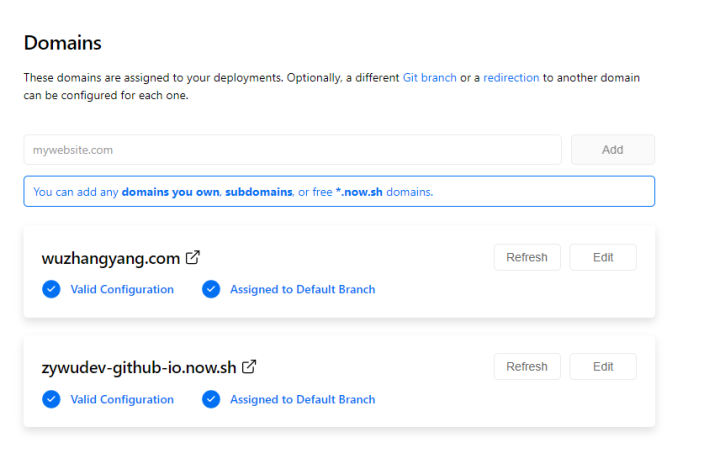 Domains
These domains are assigned to your deployments. Optionally, a different Git branch or a redirection to another domain
can be configured for each one.
mywebsite.com
Add
You can add any domains you own, subdomains, or free *.now.sh domains.
wuzhangyang.com
Refresh
Edit
Valid Configuration
Assigned to Default Branch
zywudev-github-io.now.sh
Refresh
Edit
Valid Configuration
Assigned to Default Branch